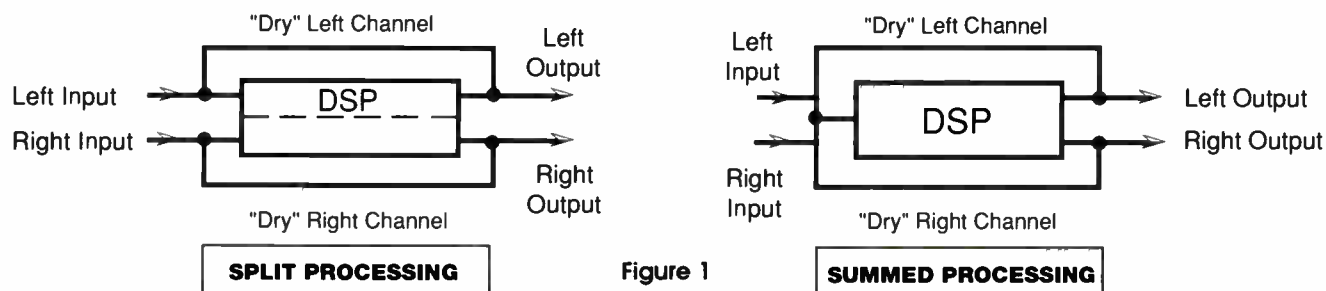 "Dry" Left Channel
Left Output
Left Input
DSP
Right Input
Right Output
"Dry" Right Channel
SPLIT PROCESSING
Figure 1
"Dry" Left Channel
Left Input
DSP
Left Output
Right Output
Right Input
"Dry" Right Channel
SUMMED PROCESSING